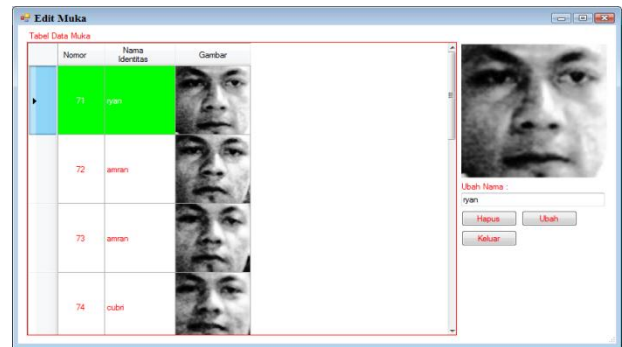 Edit Muka
Tabel Data Muka
Nomor Nama Identitas Gambar
71 ryan
72 amran
73 amran
74 cubri
Ubah Nama :
ryan
Hapus Ubah
Keluar